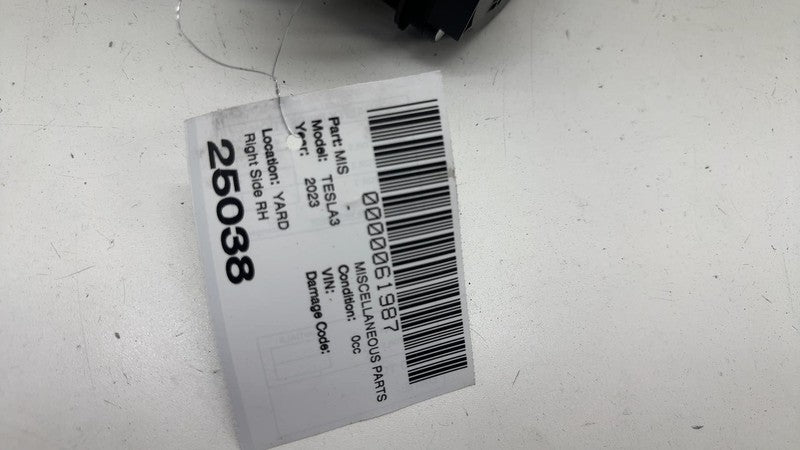 0000061987
Part: MIS - MISCELLANEOUS PARTS
Model: TESLA3 Condition: 0cc
Year: 2023 VIN:
Damage Code:
Location: YARD
Right Side RH
25038